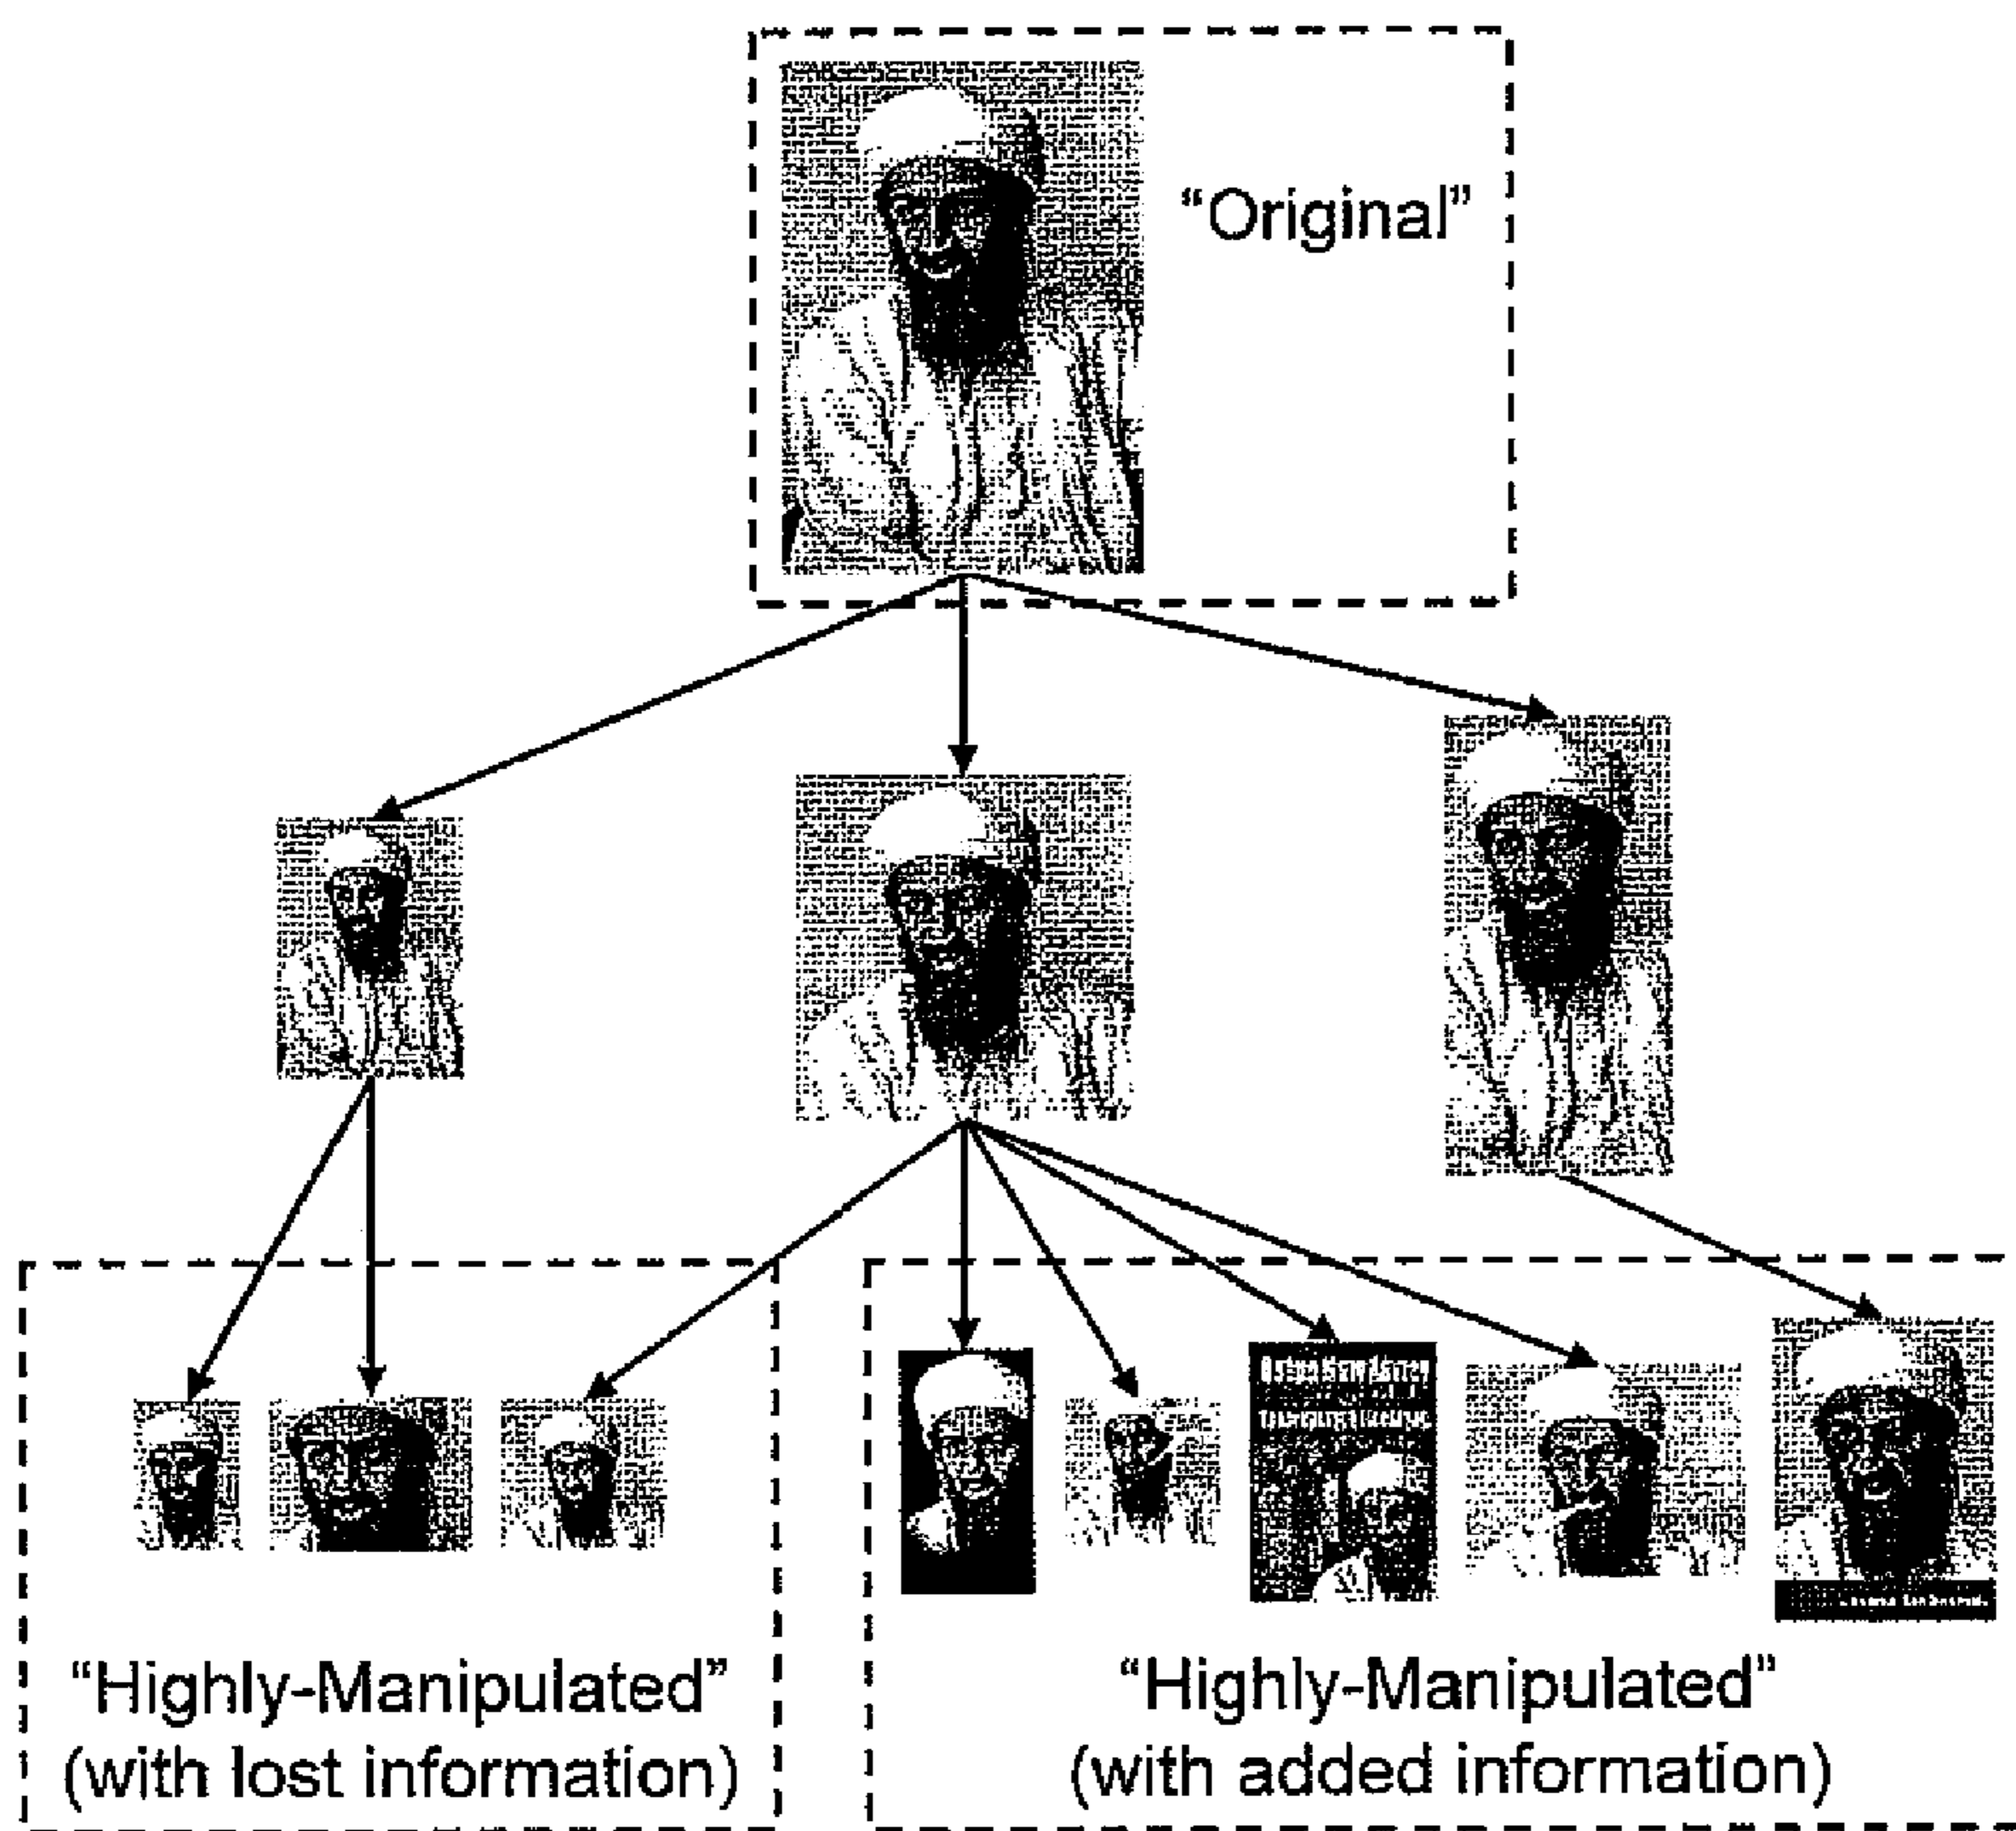 “Original”
“Highly-Manipulated”
(with lost information)
“Highly-Manipulated”
(with added information)